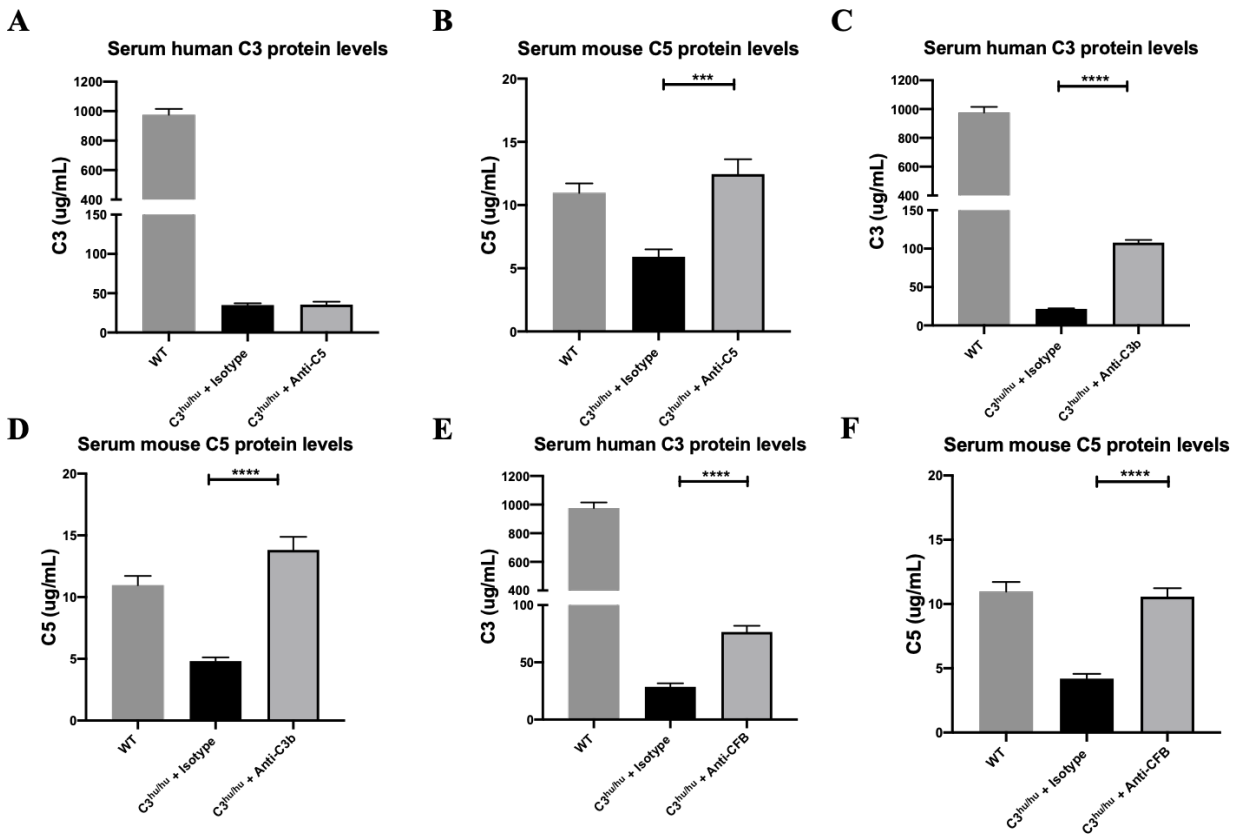 A
Serum human C3 protein levels
C3 (ug/mL)
1200
1000
800
600
400
150
100
50
0
WT
C3hu/hu + Isotype
C3hu/hu + Anti-C5
B
Serum mouse C5 protein levels
C5 (ug/mL)
20
15
10
5
0
***
WT
C3hu/hu + Isotype
C3hu/hu + Anti-C5
C
Serum human C3 protein levels
C3 (ug/mL)
1200
1000
800
600
400
150
100
50
0
****
WT
C3hu/hu + Isotype
C3hu/hu + Anti-C3b
D
Serum mouse C5 protein levels
C5 (ug/mL)
20
15
10
5
0
****
WT
C3hu/hu + Isotype
C3hu/hu + Anti-C3b
E
Serum human C3 protein levels
C3 (ug/mL)
1200
1000
800
600
400
100
50
0
****
WT
C3hu/hu + Isotype
C3hu/hu + Anti-CFB
F
Serum mouse C5 protein levels
C5 (ug/mL)
20
15
10
5
0
****
WT
C3hu/hu + Isotype
C3hu/hu + Anti-CFB